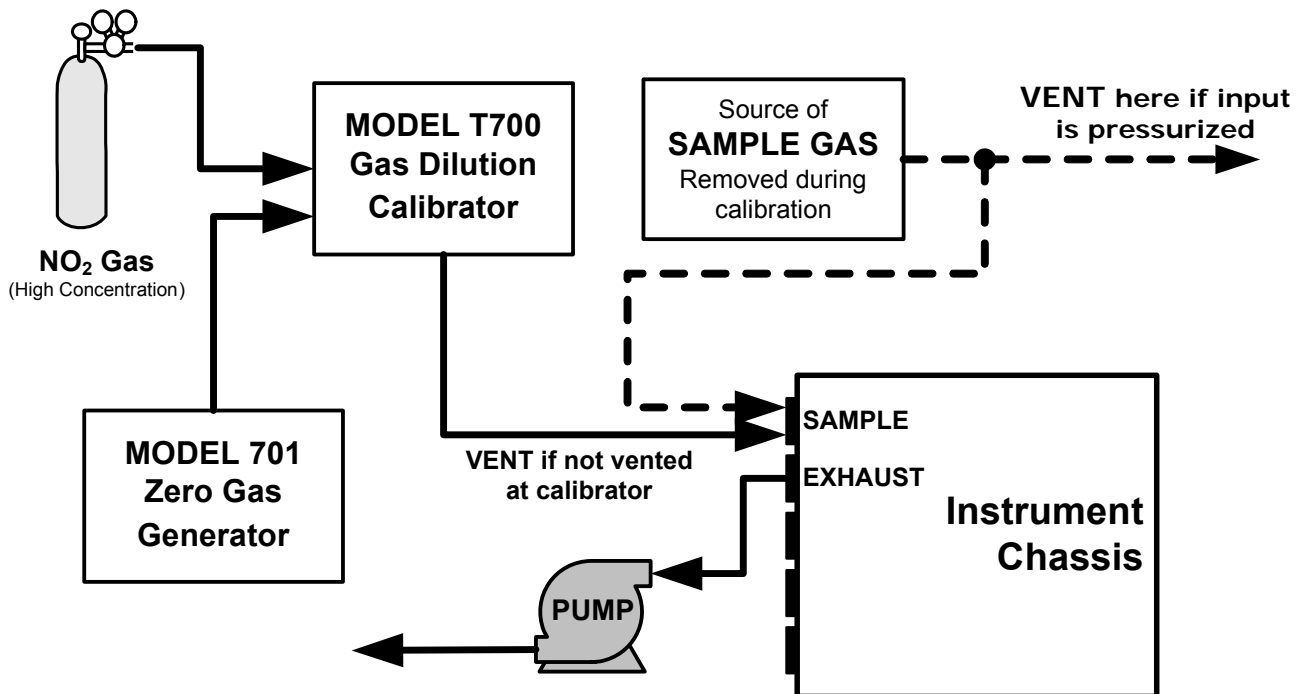 MODEL T700
Gas Dilution
Calibrator
Source of
SAMPLE GAS
Removed during
calibration
VENT here if input
is pressurized
NO₂ Gas
(High Concentration)
MODEL 701
Zero Gas
Generator
VENT if not vented
at calibrator
SAMPLE
EXHAUST
Instrument
Chassis
PUMP